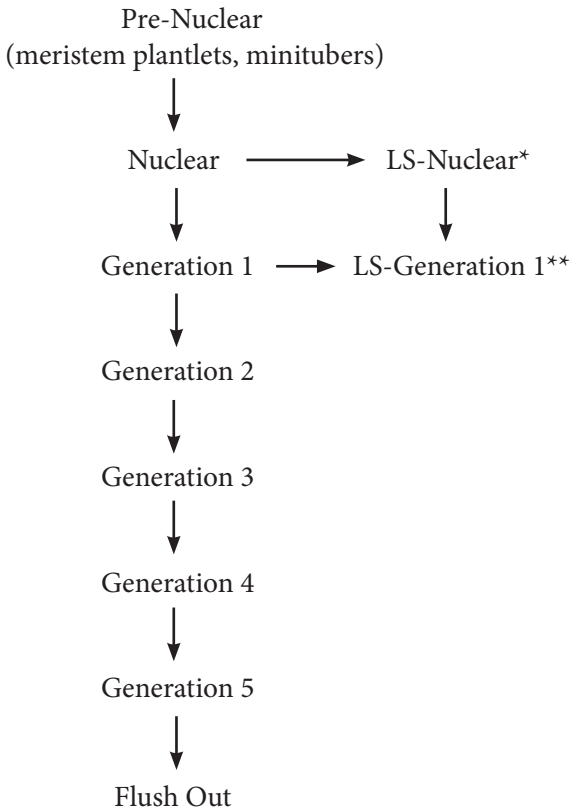 Pre-Nuclear
(meristem plantlets, minitubers)
Nuclear
LS-Nuclear*
Generation 1
LS-Generation 1**
Generation 2
Generation 3
Generation 4
Generation 5
Flush Out